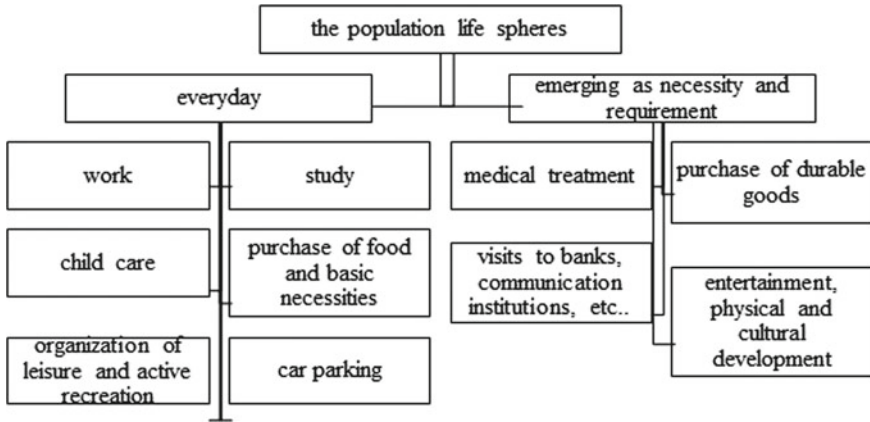 the population life spheres
everyday
emerging as necessity and
requirement
work
study
medical treatment
purchase of durable
goods
child care
purchase of food
and basic
necessities
visits to banks,
communication
institutions, etc..
entertainment,
physical and
cultural
development
organization of
leisure and active
recreation
car parking